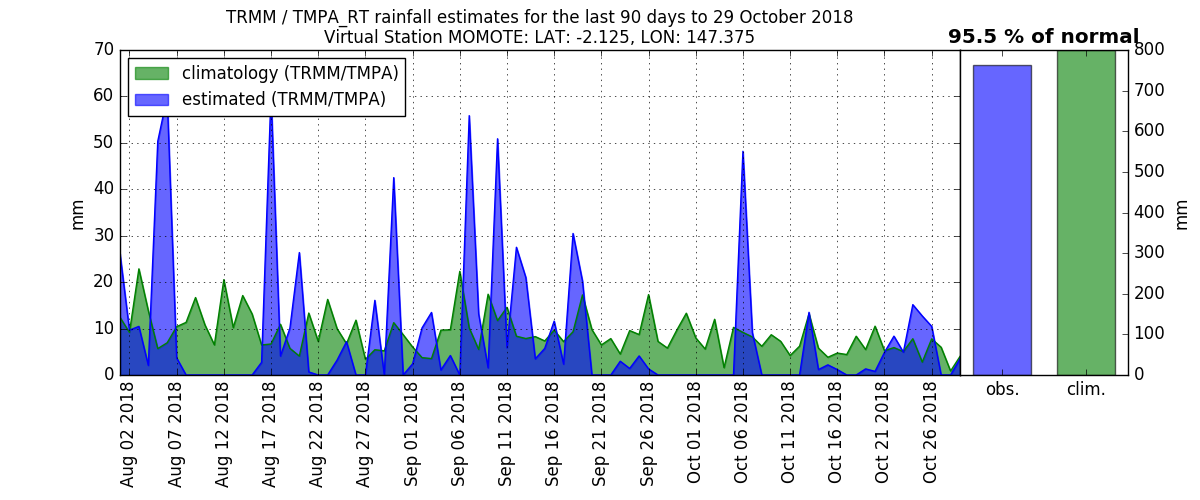 TRMM / TMPA_RT rainfall estimates for the last 90 days to 29 October 2018
Virtual Station MOMOTE: LAT: -2.125, LON: 147.375
95.5 % of normal
climatology (TRMM/TMPA)
estimated (TRMM/TMPA)
mm
70
60
50
40
30
20
10
0
Aug 02 2018
Aug 07 2018
Aug 12 2018
Aug 17 2018
Aug 22 2018
Aug 27 2018
Sep 01 2018
Sep 06 2018
Sep 11 2018
Sep 16 2018
Sep 21 2018
Sep 26 2018
Oct 01 2018
Oct 06 2018
Oct 11 2018
Oct 16 2018
Oct 21 2018
Oct 26 2018
obs.
clim.
800
700
600
500
400
300
200
100
0
mm